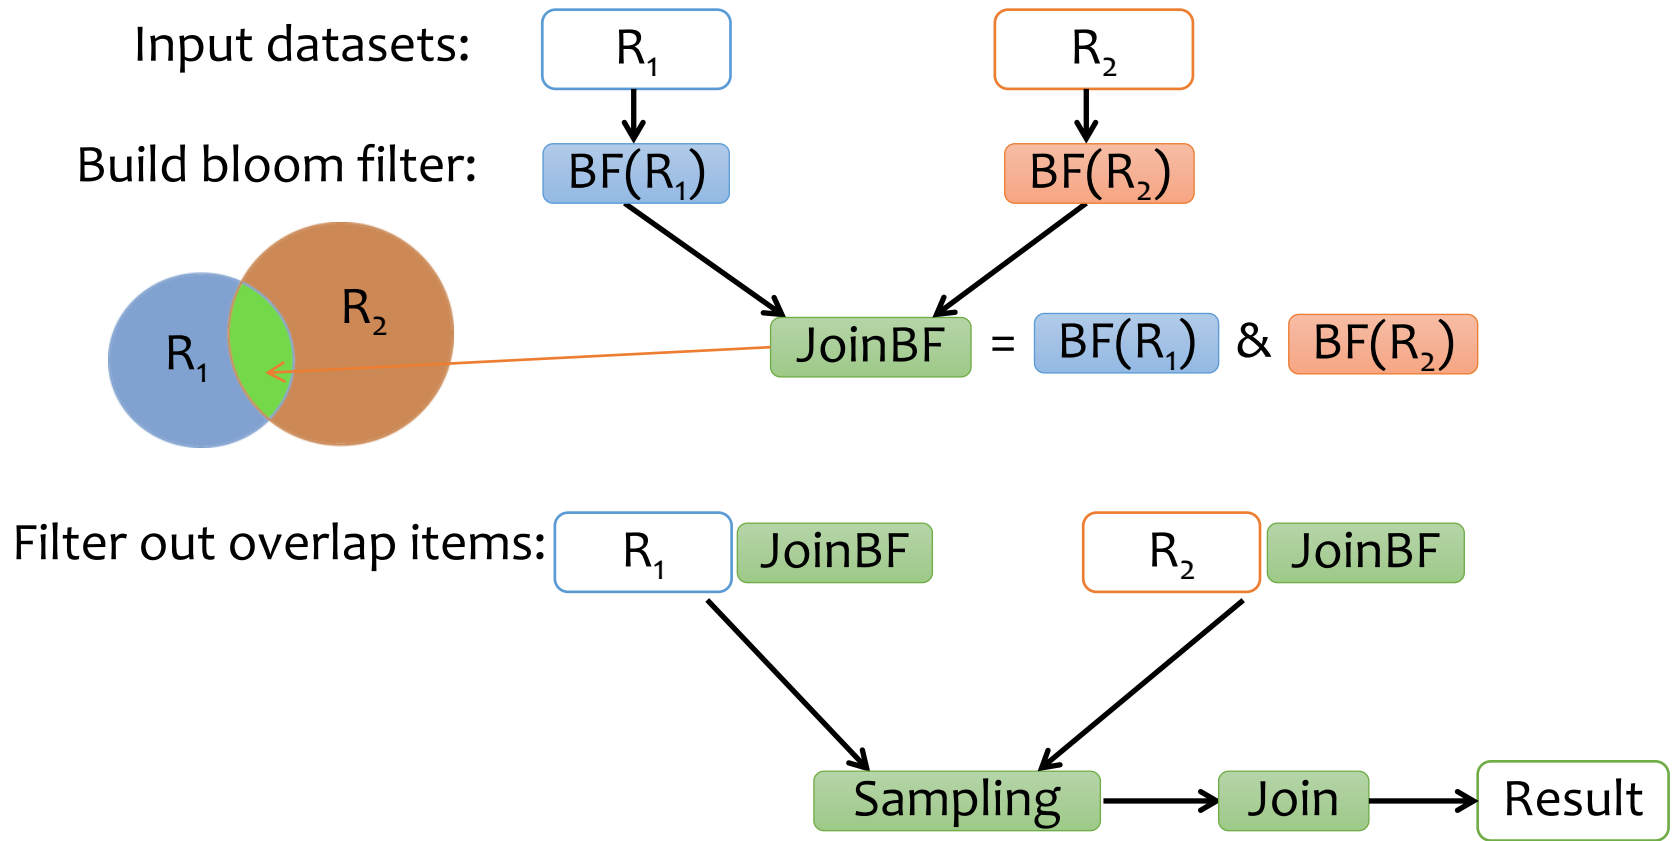 Input datasets: R₁ R₂
Build bloom filter: BF(R₁) BF(R₂)
R₁ R₂
JoinBF = BF(R₁) & BF(R₂)
Filter out overlap items: R₁ JoinBF R₂ JoinBF
Sampling Join Result